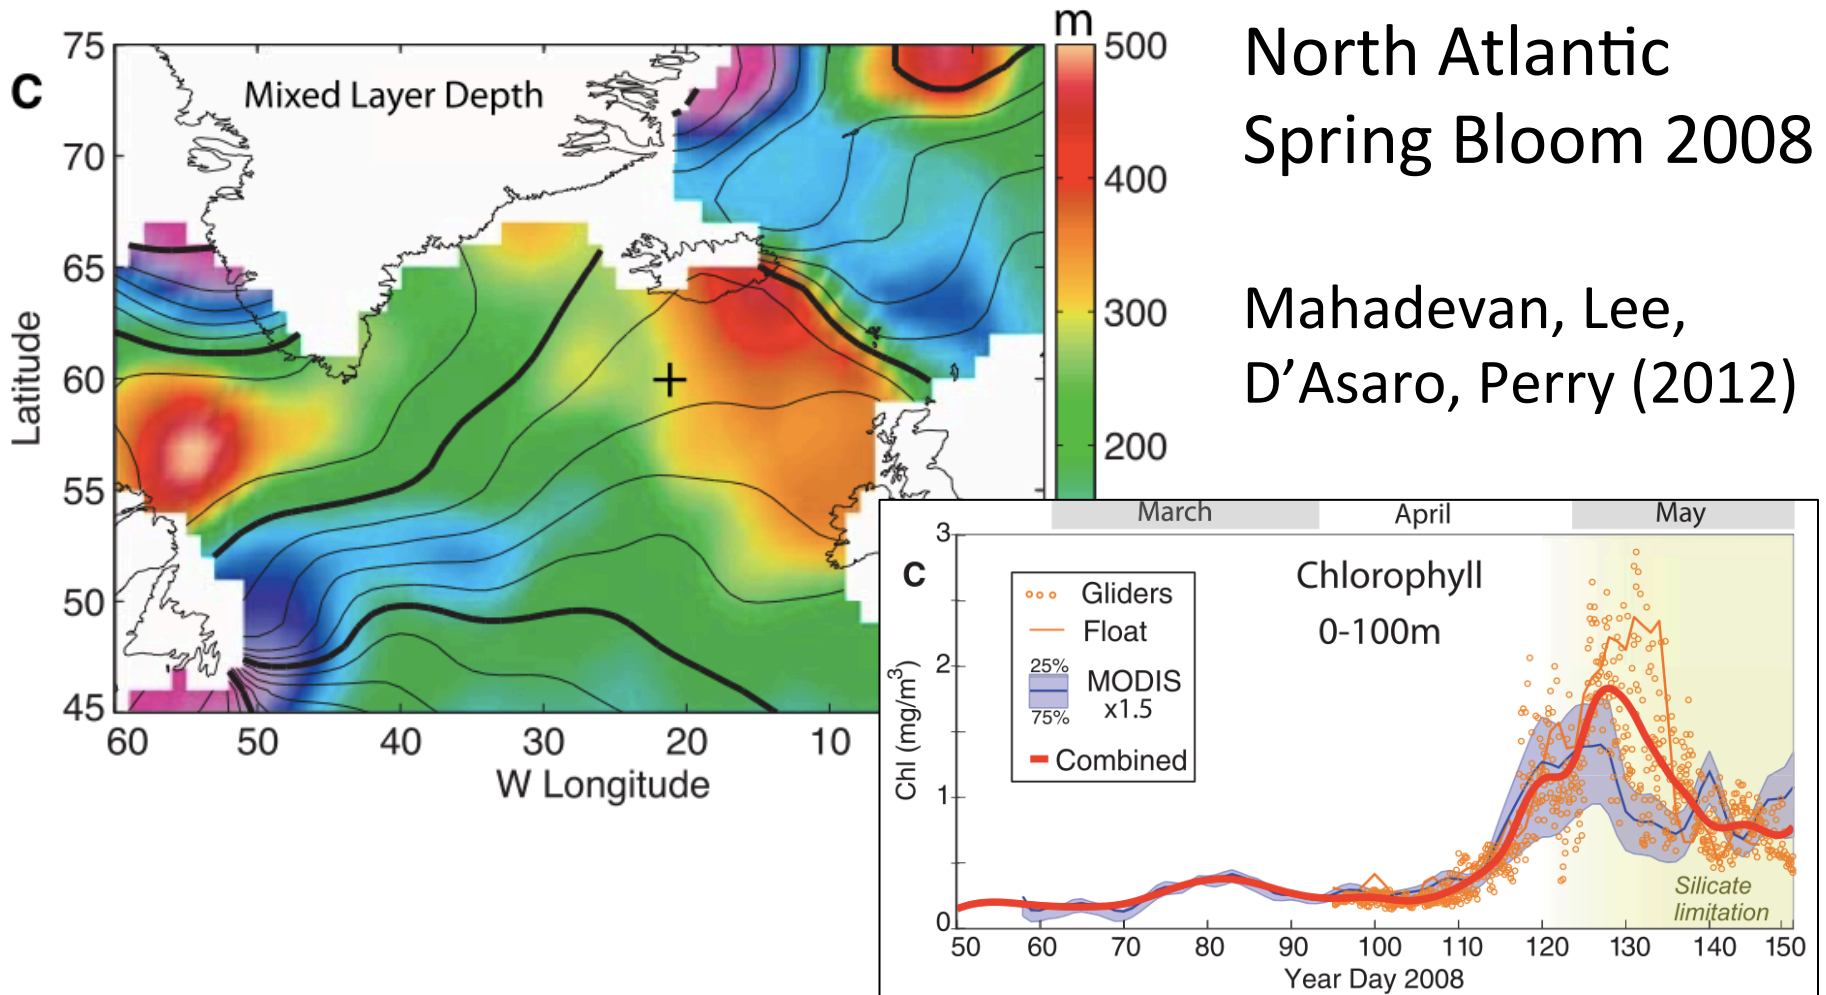 C
Mixed Layer Depth
m
500
400
300
200
75
70
65
60
55
50
45
Latitude
60 50 40 30 20 10
W Longitude
North Atlantic
Spring Bloom 2008
Mahadevan, Lee,
D'Asaro, Perry (2012)
March April May
C
Chlorophyll
0-100m
Gliders
Float
25%
MODIS
x1.5
75%
Combined
3
2
1
0
Chl (mg/m³)
Silicate
limitation
50 60 70 80 90 100 110 120 130 140 150
Year Day 2008